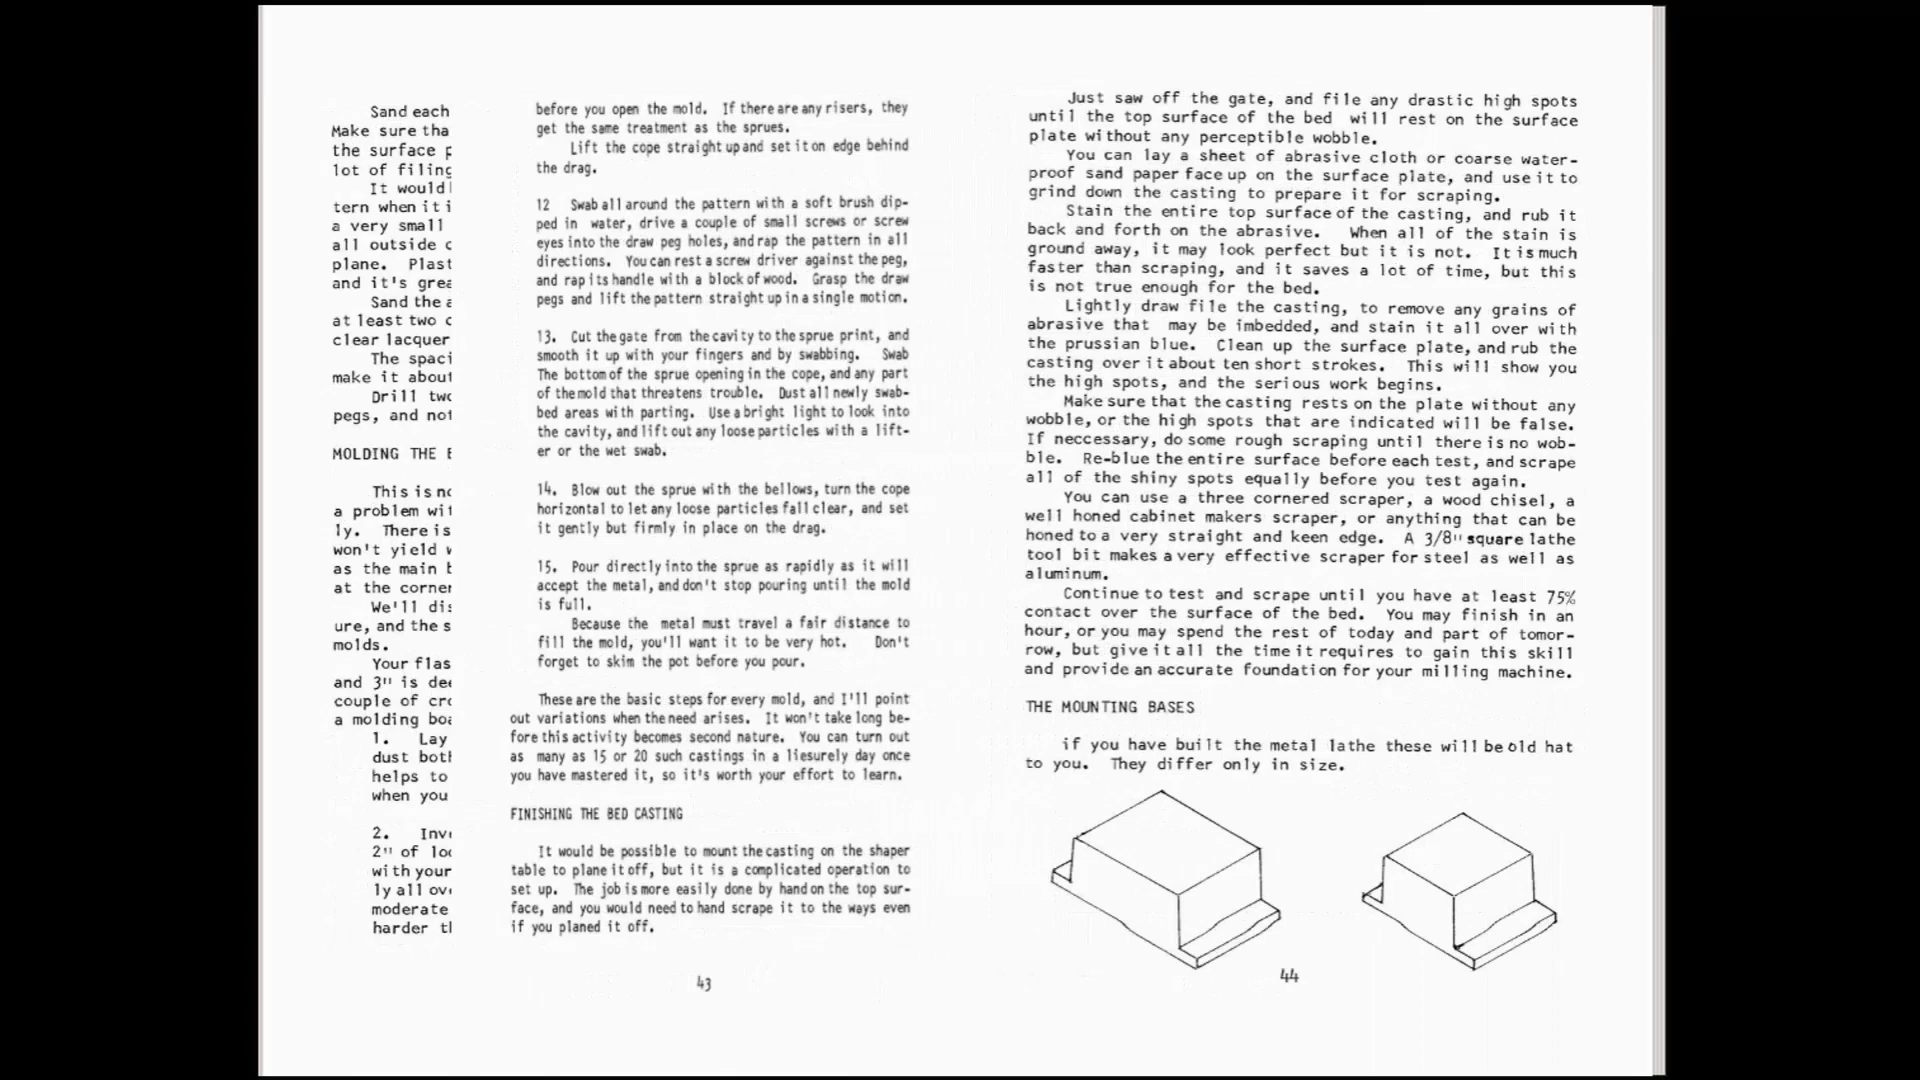 Sand each
Make sure tha
the surface p
lot of filing
It would
tern when it i
a very small
all outside c
plane. Plast
and it's grea
Sand the a
at least two c
clear lacquer
The spaci
make it about
Drill two
pegs, and not
MOLDING THE B
This is no
a problem wit
ly. There is
won't yield w
as the main b
at the corner
We'll dis
ure, and the s
molds.
Your flas
and 3" is dee
couple of cro
a molding boa
1. Lay
dust both
helps to
when you
2. Inve
2" of loo
with your
ly all ove
moderate
harder th
before you open the mold. If there are any risers, they
get the same treatment as the sprues.
Lift the cope straight up and set it on edge behind
the drag.
12 Swab all around the pattern with a soft brush dip-
ped in water, drive a couple of small screws or screw
eyes into the draw peg holes, and rap the pattern in all
directions. You can rest a screw driver against the peg,
and rap its handle with a block of wood. Grasp the draw
pegs and lift the pattern straight up in a single motion.
13. Cut the gate from the cavity to the sprue print, and
smooth it up with your fingers and by swabbing. Swab
The bottom of the sprue opening in the cope, and any part
of the mold that threatens trouble. Dust all newly swab-
bed areas with parting. Use a bright light to look into
the cavity, and lift out any loose particles with a lift-
er or the wet swab.
14. Blow out the sprue with the bellows, turn the cope
horizontal to let any loose particles fall clear, and set
it gently but firmly in place on the drag.
15. Pour directly into the sprue as rapidly as it will
accept the metal, and don't stop pouring until the mold
is full.
Because the metal must travel a fair distance to
fill the mold, you'll want it to be very hot. Don't
forget to skim the pot before you pour.
These are the basic steps for every mold, and I'll point
out variations when the need arises. It won't take long be-
fore this activity becomes second nature. You can turn out
as many as 15 or 20 such castings in a liesurely day once
you have mastered it, so it's worth your effort to learn.
FINISHING THE BED CASTING
It would be possible to mount the casting on the shaper
table to plane it off, but it is a complicated operation to
set up. The job is more easily done by hand on the top sur-
face, and you would need to hand scrape it to the ways even
if you planed it off.
43
Just saw off the gate, and file any drastic high spots
until the top surface of the bed will rest on the surface
plate without any perceptible wobble.
You can lay a sheet of abrasive cloth or coarse water-
proof sand paper face up on the surface plate, and use it to
grind down the casting to prepare it for scraping.
Stain the entire top surface of the casting, and rub it
back and forth on the abrasive. When all of the stain is
ground away, it may look perfect but it is not. It is much
faster than scraping, and it saves a lot of time, but this
is not true enough for the bed.
Lightly draw file the casting, to remove any grains of
abrasive that may be imbedded, and stain it all over with
the prussian blue. Clean up the surface plate, and rub the
casting over it about ten short strokes. This will show you
the high spots, and the serious work begins.
Make sure that the casting rests on the plate without any
wobble, or the high spots that are indicated will be false.
If neccessary, do some rough scraping until there is no wob-
ble. Re-blue the entire surface before each test, and scrape
all of the shiny spots equally before you test again.
You can use a three cornered scraper, a wood chisel, a
well honed cabinet makers scraper, or anything that can be
honed to a very straight and keen edge. A 3/8" square lathe
tool bit makes a very effective scraper for steel as well as
aluminum.
Continue to test and scrape until you have at least 75%
contact over the surface of the bed. You may finish in an
hour, or you may spend the rest of today and part of tomor-
row, but give it all the time it requires to gain this skill
and provide an accurate foundation for your milling machine.
THE MOUNTING BASES
if you have built the metal lathe these will be old hat
to you. They differ only in size.
44